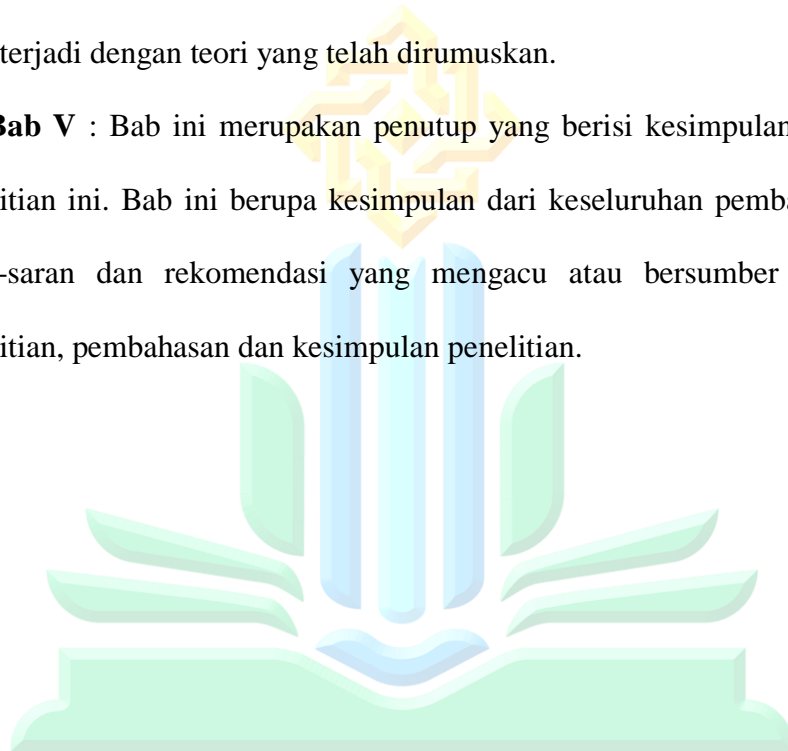 terjadi dengan teori yang telah dirumuskan.
Bab V : Bab ini merupakan penutup yang berisi kesimpulan
itian ini. Bab ini berupa kesimpulan dari keseluruhan pemba
-saran dan rekomendasi yang mengacu atau bersumber
itian, pembahasan dan kesimpulan penelitian.